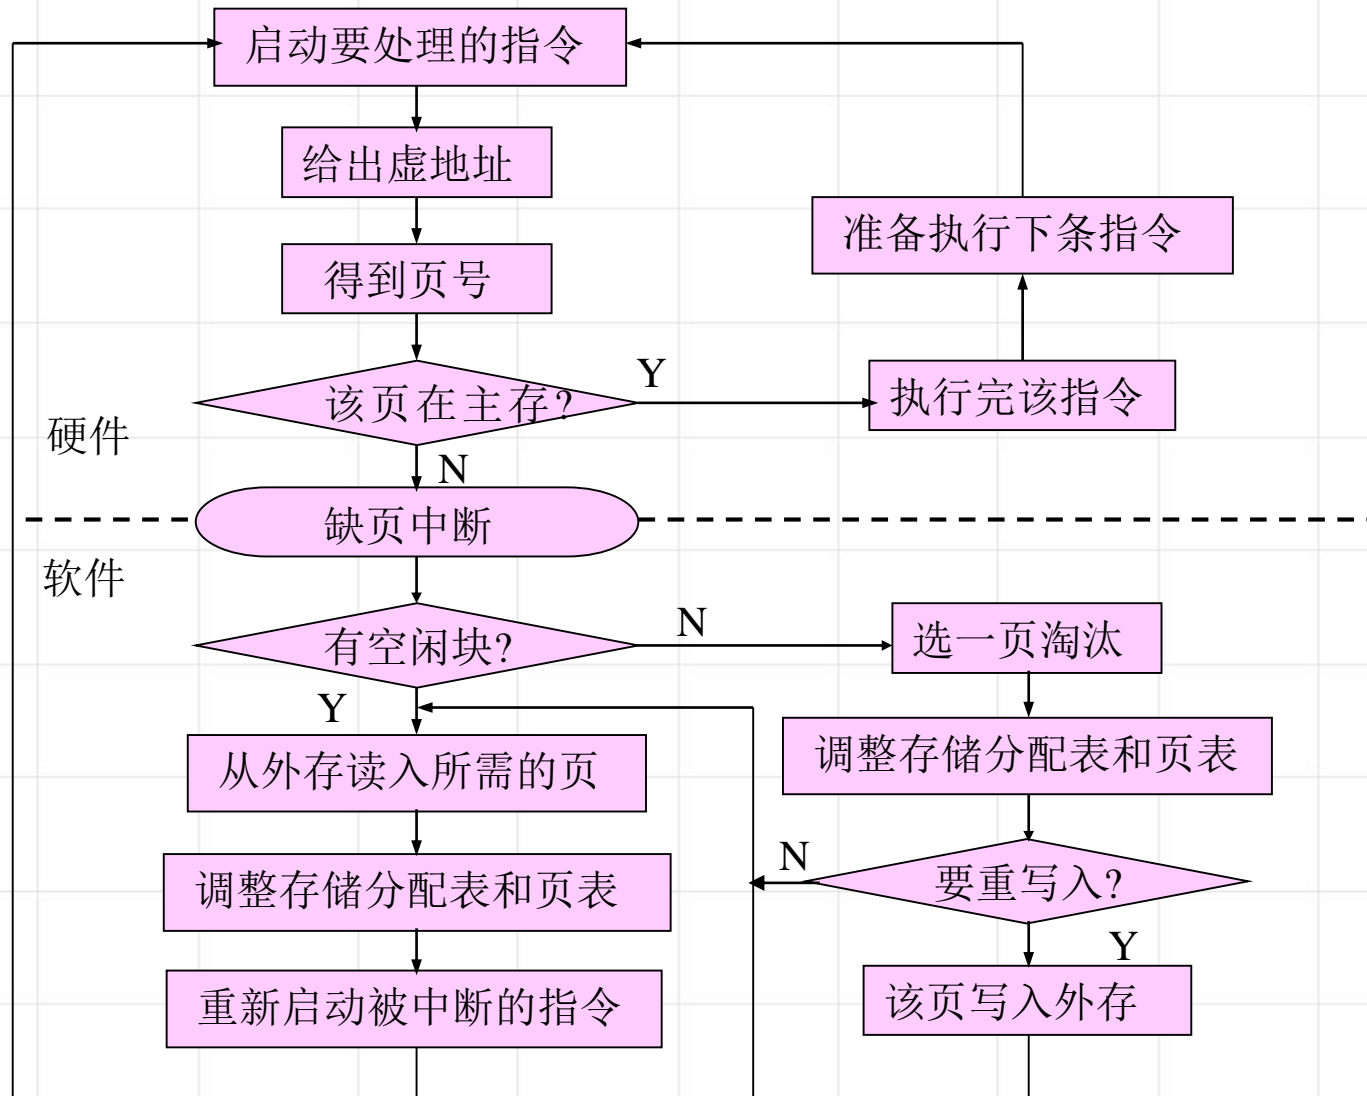 启动要处理的指令
给出虚地址
准备执行下条指令
得到页号
该页在主存?
Y
执行完该指令
硬件
N
缺页中断
软件
有空闲块?
N
选一页淘汰
Y
从外存读入所需的页
调整存储分配表和页表
调整存储分配表和页表
N
要重写入?
Y
重新启动被中断的指令
该页写入外存